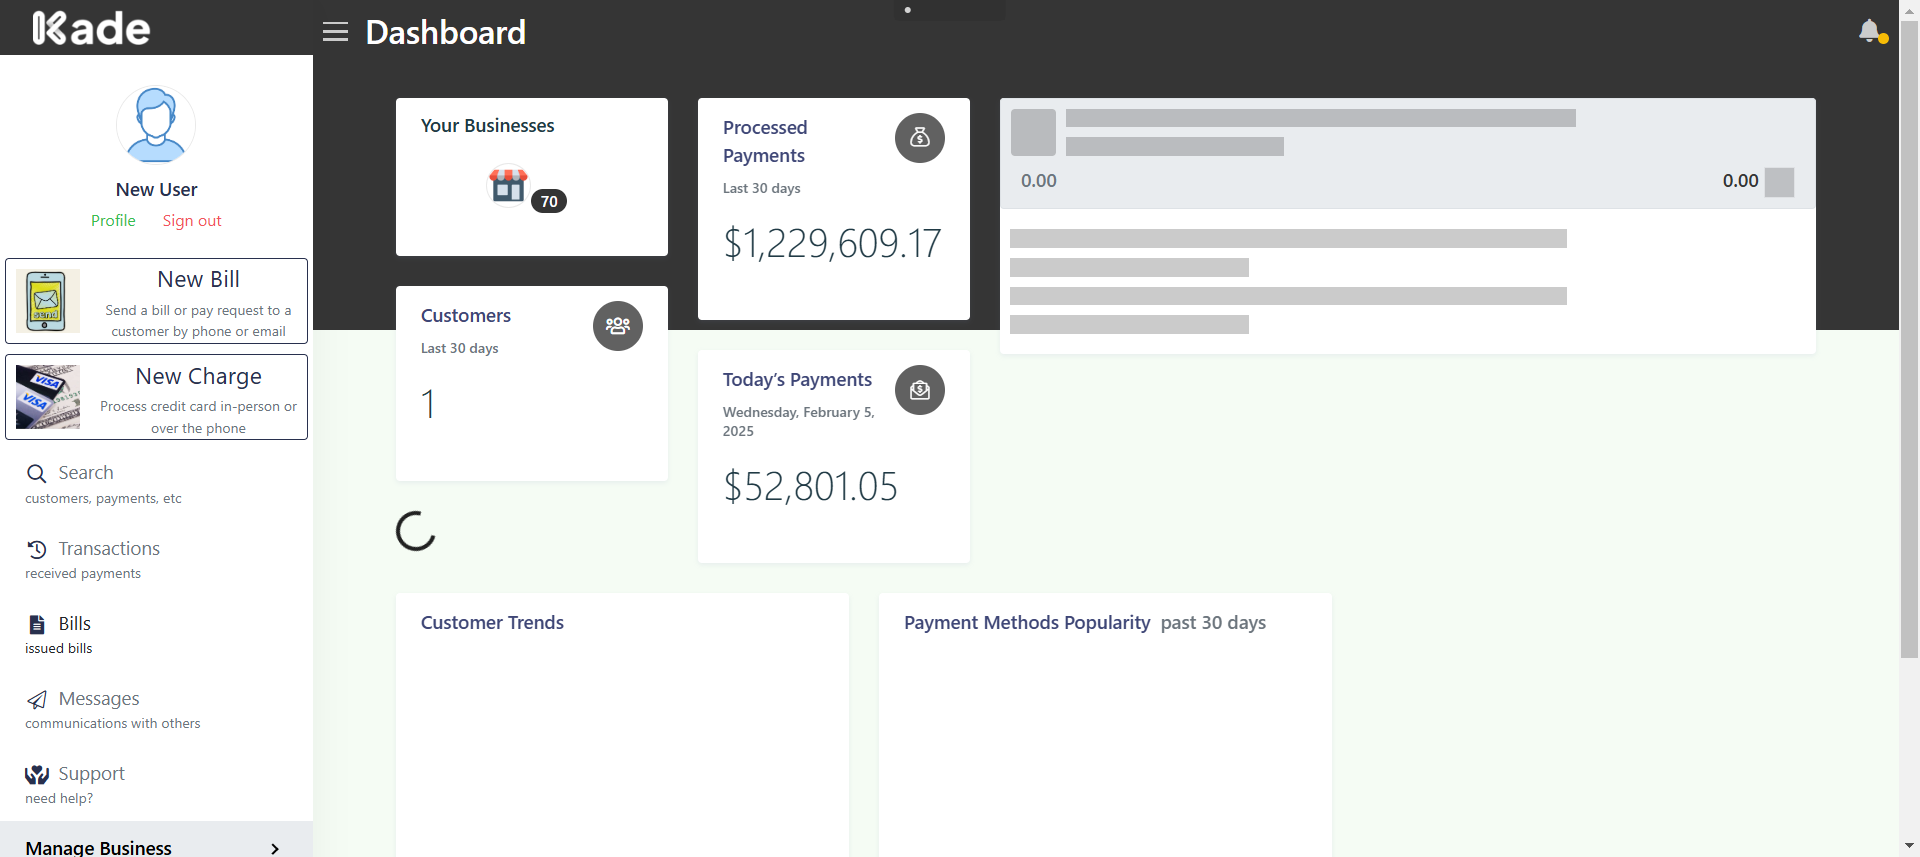 Kade
Dashboard
New User
Profile Sign out
New Bill
Send a bill or pay request to a
customer by phone or email
send
New Charge
Process credit card in-person or
over the phone
VISA
VISA
Search
customers, payments, etc
Transactions
received payments
Bills
issued bills
Messages
communications with others
Support
need help?
Manage Business
Your Businesses
70
Customers
Last 30 days
1
Processed
Payments
Last 30 days
$1,229,609.17
Today’s Payments
Wednesday, February 5,
2025
$52,801.05
0.00 0.00
Customer Trends
Payment Methods Popularity past 30 days